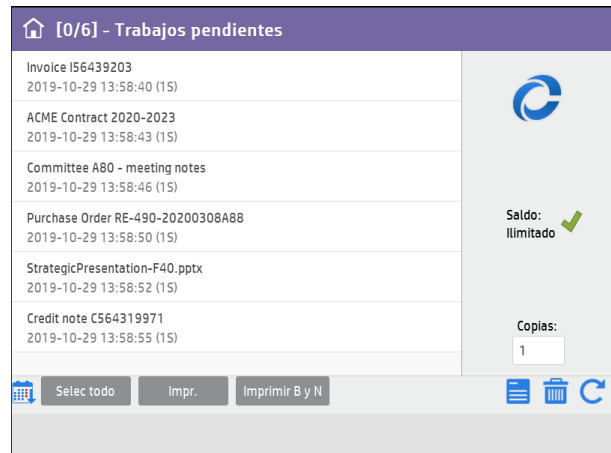 [0/6] - Trabajos pendientes
Invoice I56439203
2019-10-29 13:58:40 (1S)
ACME Contract 2020-2023
2019-10-29 13:58:43 (1S)
Committee A80 - meeting notes
2019-10-29 13:58:46 (1S)
Purchase Order RE-490-20200308A88
2019-10-29 13:58:50 (1S)
StrategicPresentation-F40.pptx
2019-10-29 13:58:52 (1S)
Credit note C564319971
2019-10-29 13:58:55 (1S)
Saldo:
Ilimitado
Copias:
1
Selec todo
Impr.
Imprimir B y N